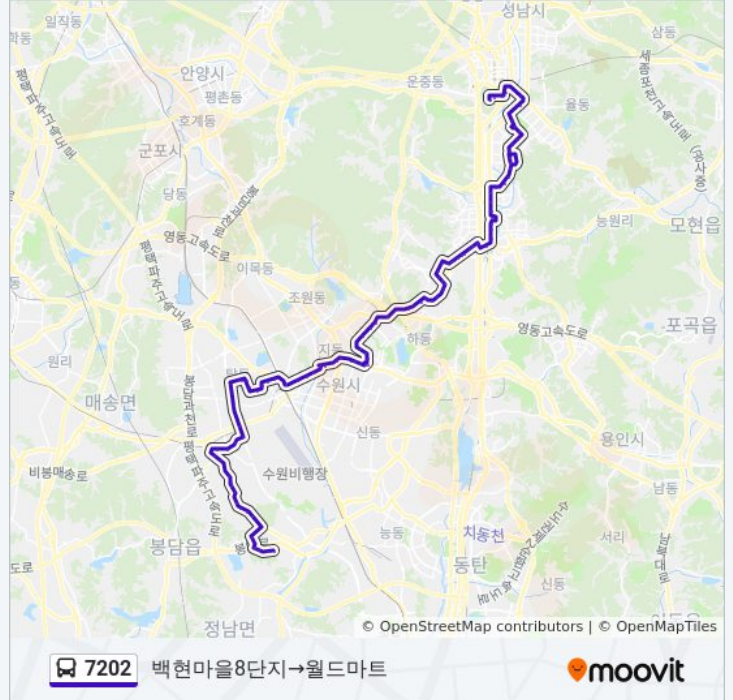 성남시
일직동
학동
삼동
안양시
운중동
평촌동
율동
호계동
군포시
당동
능원리
모현읍
영동고속도로
이목동
조원동
포곡읍
영동고속도로
하동
지동
원리
수원시
매송면
신동
용인시
비봉매송로
수원비행장
남동
능동
치동천
서리
봉담읍
동탄
도로
신동
정남면
© OpenStreetMap contributors | © OpenMapTiles
7202 백현마을8단지→월드마트
moovit